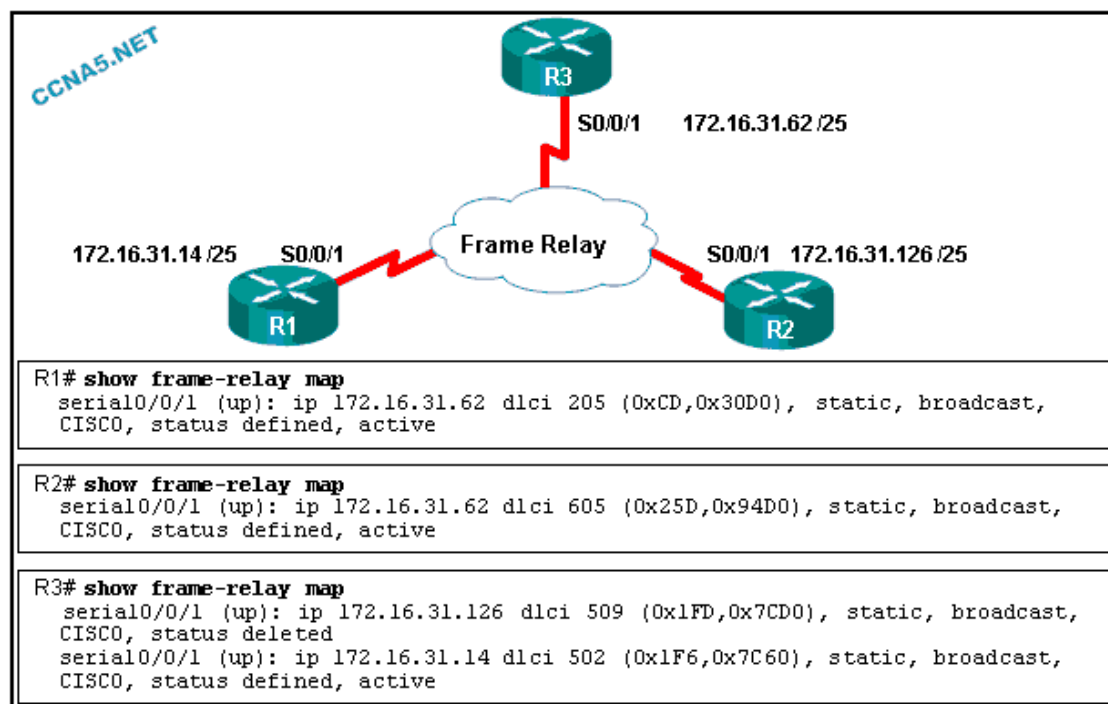 CCNA5.NET
R3
S0/0/1 172.16.31.62 /25
Frame Relay
172.16.31.14 /25 S0/0/1
S0/0/1 172.16.31.126 /25
R1
R2
R1# show frame-relay map
serial0/0/1 (up): ip 172.16.31.62 dlci 205 (0xCD,0x30D0), static, broadcast,
CISCO, status defined, active
R2# show frame-relay map
serial0/0/1 (up): ip 172.16.31.62 dlci 605 (0x25D,0x94D0), static, broadcast,
CISCO, status defined, active
R3# show frame-relay map
serial0/0/1 (up): ip 172.16.31.126 dlci 509 (0x1FD,0x7CD0), static, broadcast,
CISCO, status deleted
serial0/0/1 (up): ip 172.16.31.14 dlci 502 (0x1F6,0x7C60), static, broadcast,
CISCO, status defined, active